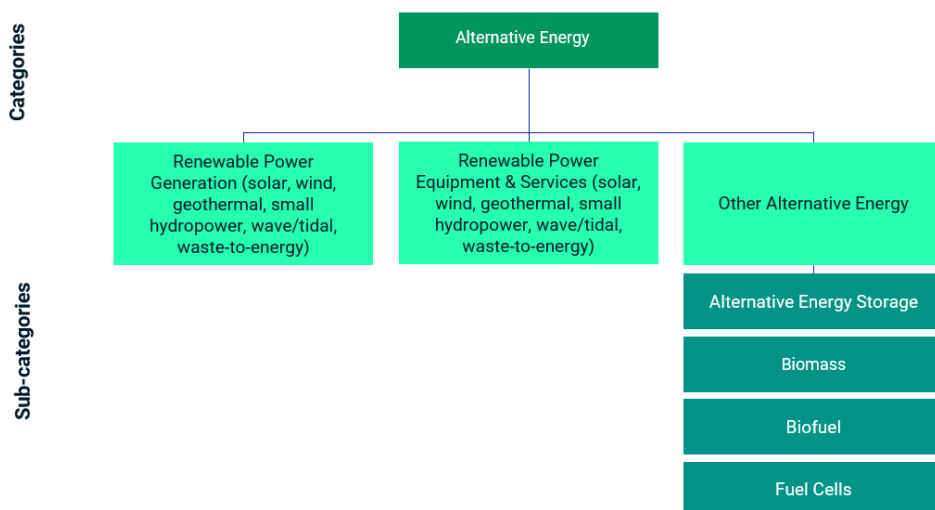 Categories
Alternative Energy
Renewable Power
Generation (solar, wind,
geothermal, small
hydropower, wave/tidal,
waste-to-energy)
Renewable Power
Equipment & Services (solar,
wind, geothermal, small
hydropower, wave/tidal,
waste-to-energy)
Other Alternative Energy
Sub-categories
Alternative Energy Storage
Biomass
Biofuel
Fuel Cells